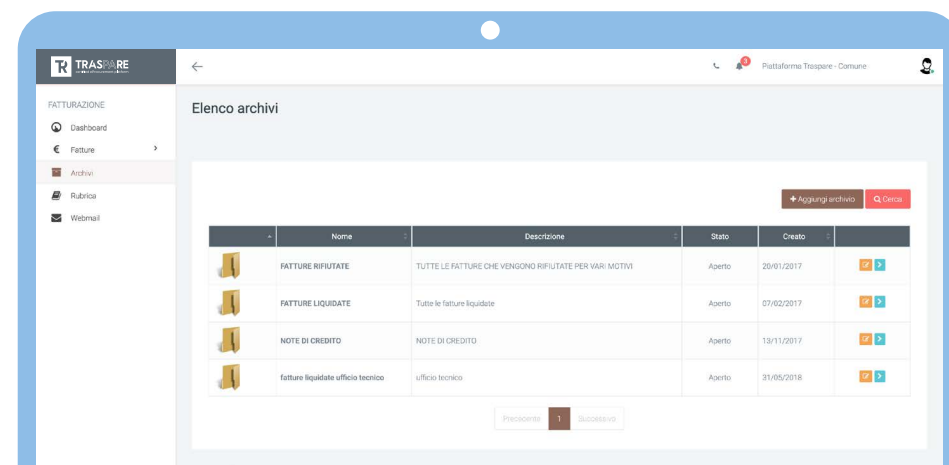 TR TRASPARE
3
Piattaforma Traspare - Comune
FATTURAZIONE
Dashboard
€ Fatture
Archivi
Rubrica
Webmail
Elenco archivi
+ Aggiungi archivio
Cerca
Nome Descrizione Stato Creato
FATTURE RIFIUTATE TUTTE LE FATTURE CHE VENGONO RIFIUTATE PER VARI MOTIVI Aperto 20/01/2017
FATTURE LIQUIDATE Tutte le fatture liquidate Aperto 07/02/2017
NOTE DI CREDITO NOTE DI CREDITO Aperto 13/11/2017
fatture liquidate ufficio tecnico ufficio tecnico Aperto 31/05/2018
Precedente 1 Successivo